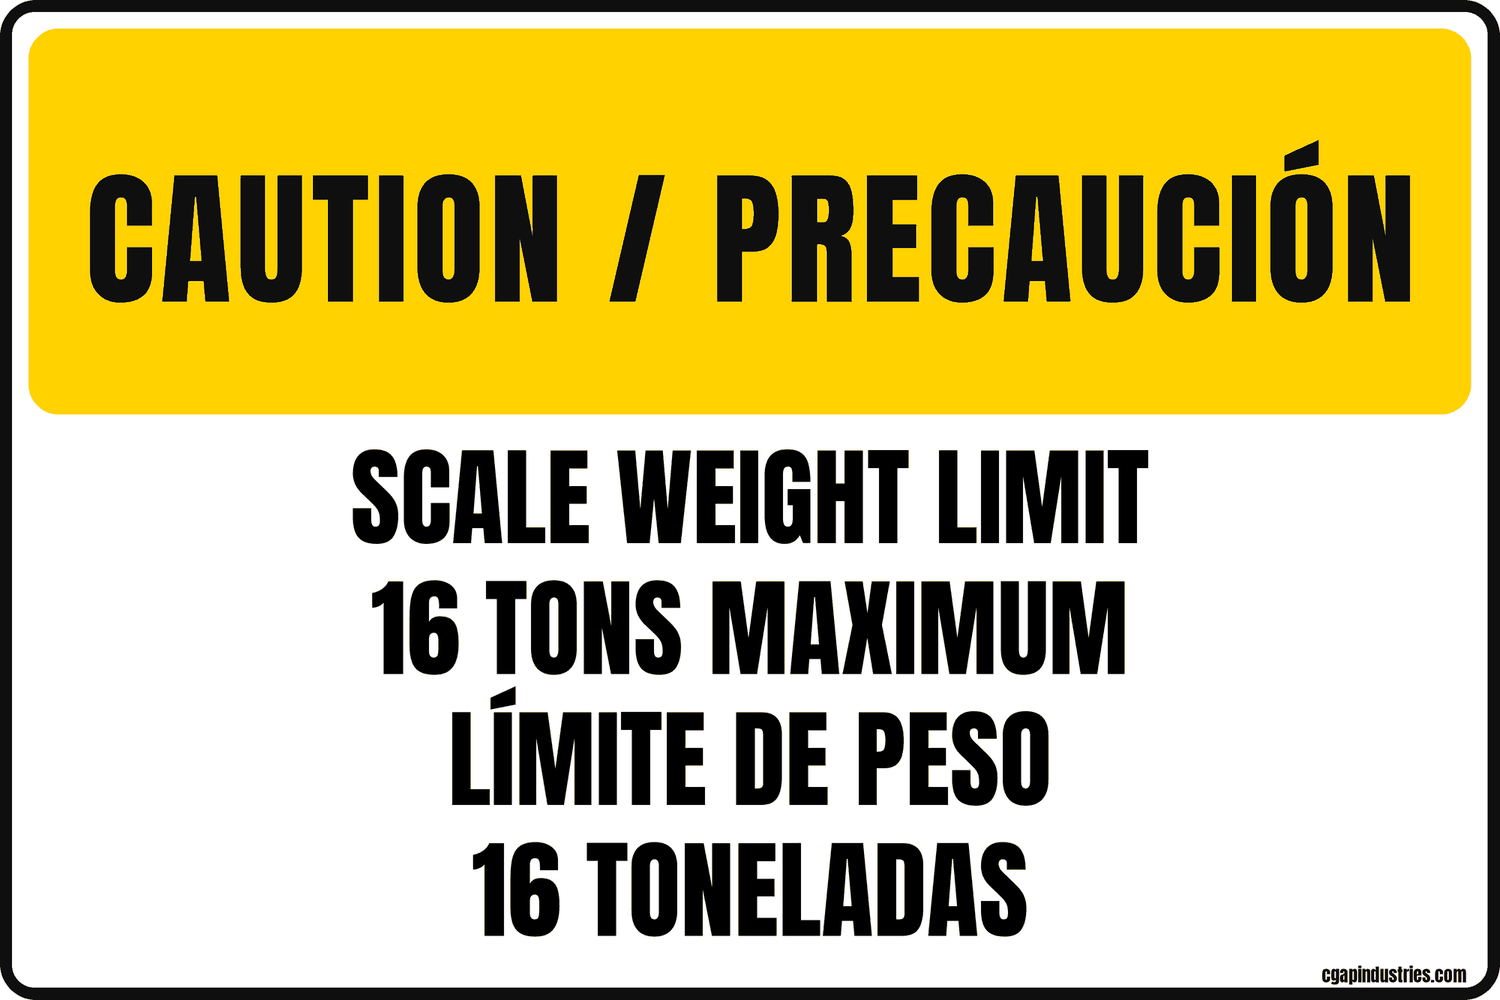 CAUTION / PRECAUCIÓN
SCALE WEIGHT LIMIT
16 TONS MAXIMUM
LÍMITE DE PESO
16 TONELADAS
cgapindustries.com